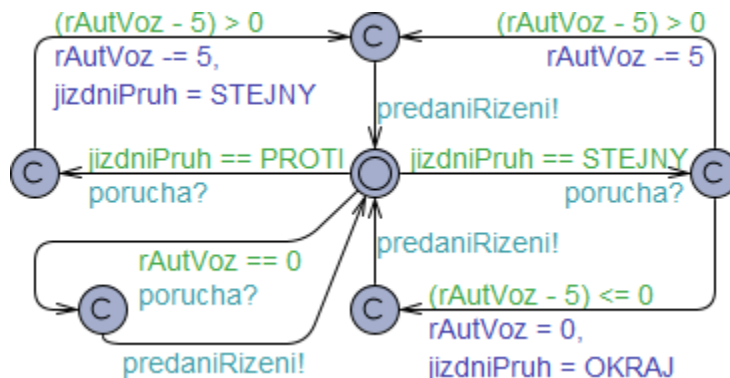 (rAutVoz - 5) > 0
rAutVoz -= 5,
jizdniPruh = STEJNY
C
(rAutVoz - 5) > 0
rAutVoz -= 5
predaniRizeni!
C
jizdniPruh == PROTI
porucha?
jizdniPruh == STEJNY
porucha?
C
predaniRizeni!
rAutVoz == 0
porucha?
C
predaniRizeni!
C
(rAutVoz - 5) <= 0
rAutVoz = 0,
jizdniPruh = OKRAJ